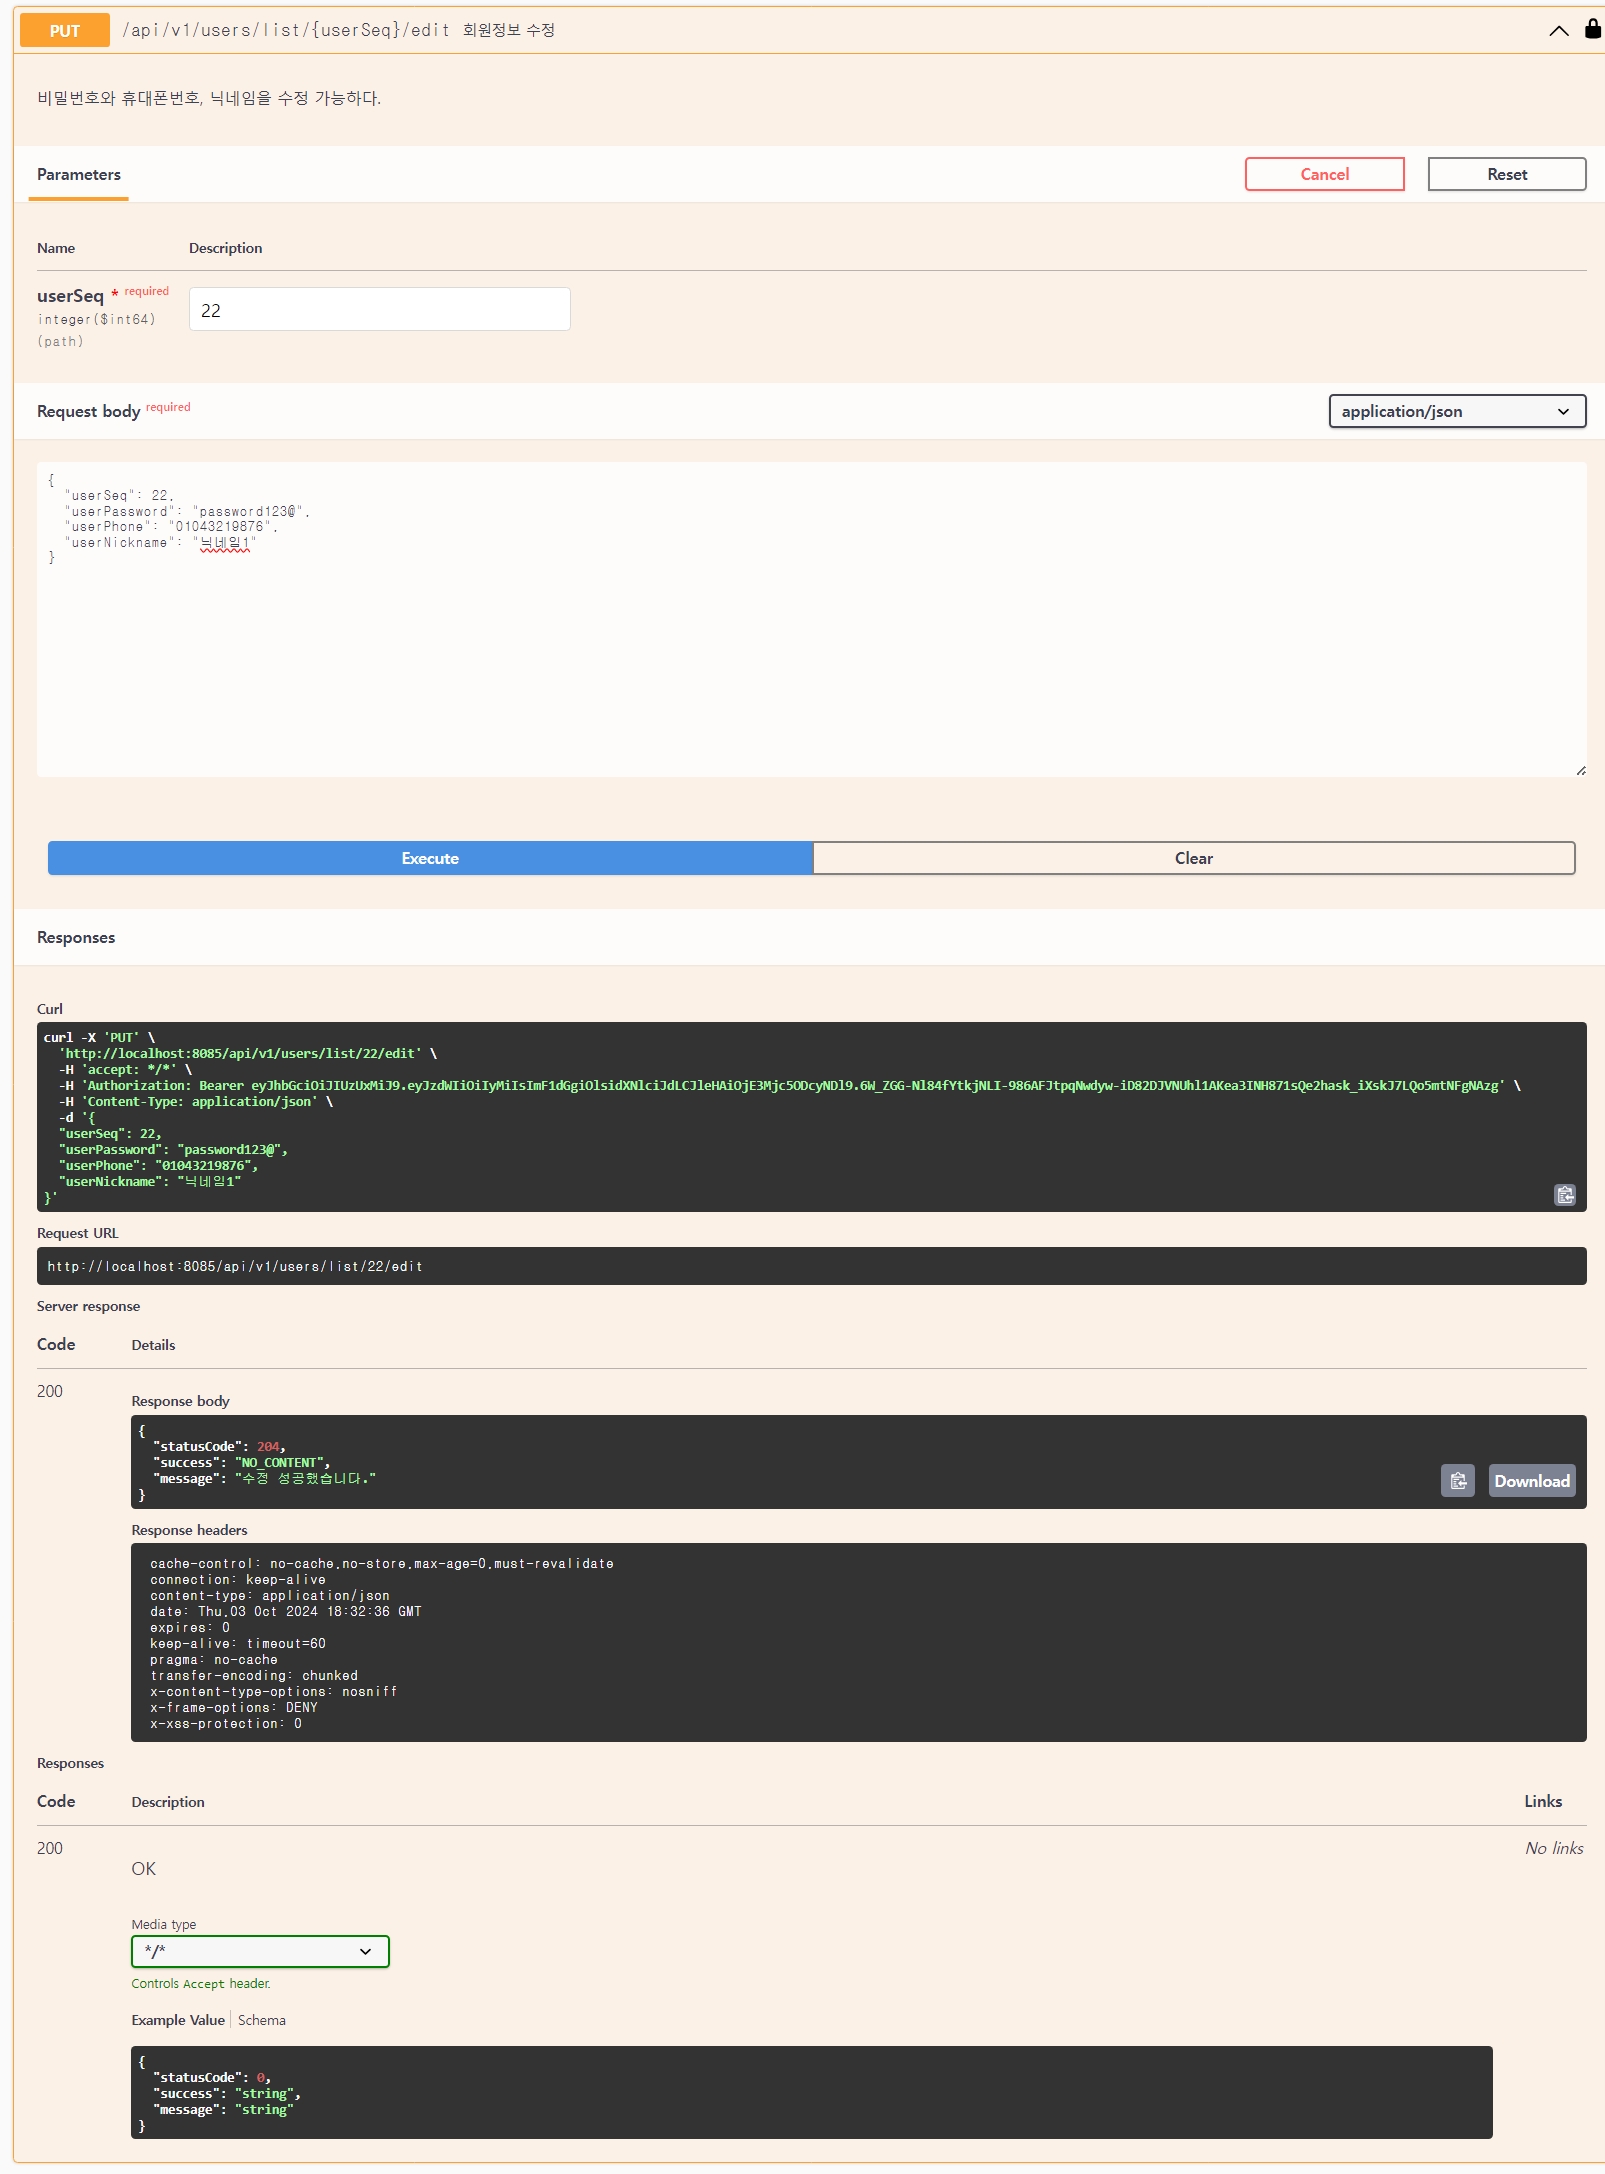 PUT /api/v1/users/list/{userSeq}/edit 회원정보 수정
비밀번호와 휴대폰번호, 닉네임을 수정 가능하다.
Parameters
Cancel
Reset
Name Description
userSeq * required
integer($int64)
(path)
22
Request body required
application/json
{
"userSeq": 22,
"userPassword": "password123@",
"userPhone": "01043219876",
"userNickname": "닉네임1"
}
Execute
Clear
Responses
Curl
curl -X 'PUT' \
'http://localhost:8085/api/v1/users/list/22/edit' \
-H 'accept: */*' \
-H 'Authorization: Bearer eyJhbGciOiJIUzUxMiJ9.eyJzdWIiOiIyMiIsImF1dGgiOlsidXNlciJdLCJleHAiOjE3Mjc5ODcyNDl9.6W_ZGG-Nl84fYtkjNLI-986AFJtpqNwdyw-iD82DJVNUhl1AKea3INH871sQe2hask_iXskJ7LQo5mtNFgNAzg' \
-H 'Content-Type: application/json' \
-d '{
"userSeq": 22,
"userPassword": "password123@",
"userPhone": "01043219876",
"userNickname": "닉네임1"
}'
Request URL
http://localhost:8085/api/v1/users/list/22/edit
Server response
Code Details
200
Response body
{
"statusCode": 204,
"success": "NO_CONTENT",
"message": "수정 성공했습니다."
}
Download
Response headers
cache-control: no-cache,no-store,max-age=0,must-revalidate
connection: keep-alive
content-type: application/json
date: Thu,03 Oct 2024 18:32:36 GMT
expires: 0
keep-alive: timeout=60
pragma: no-cache
transfer-encoding: chunked
x-content-type-options: nosniff
x-frame-options: DENY
x-xss-protection: 0
Responses
Code Description Links
200
OK
No links
Media type
*/*
Controls Accept header.
Example Value Schema
{
"statusCode": 0,
"success": "string",
"message": "string"
}